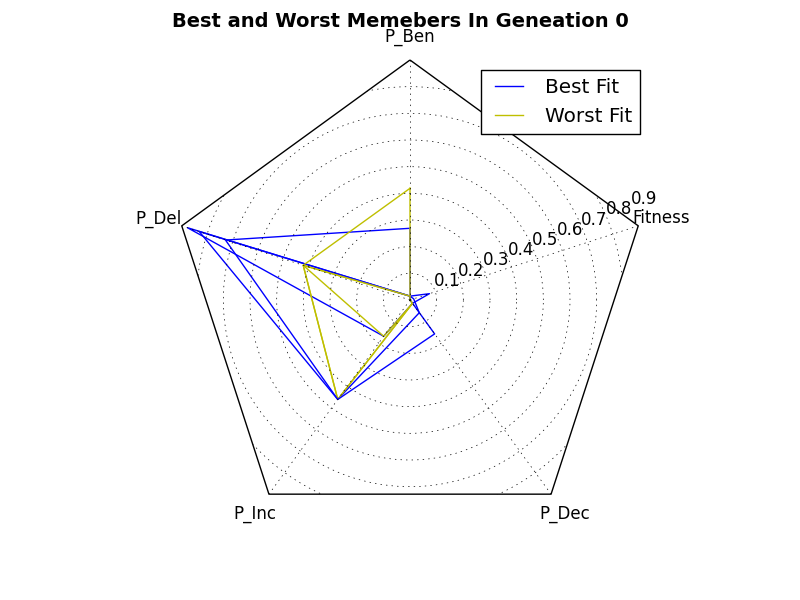 Best and Worst Memebers In Geneation 0
P_Ben
Best Fit
Worst Fit
P_Del
0.1
0.2
0.3
0.4
0.5
0.6
0.7
0.8
0.9
Fitness
P_Inc
P_Dec